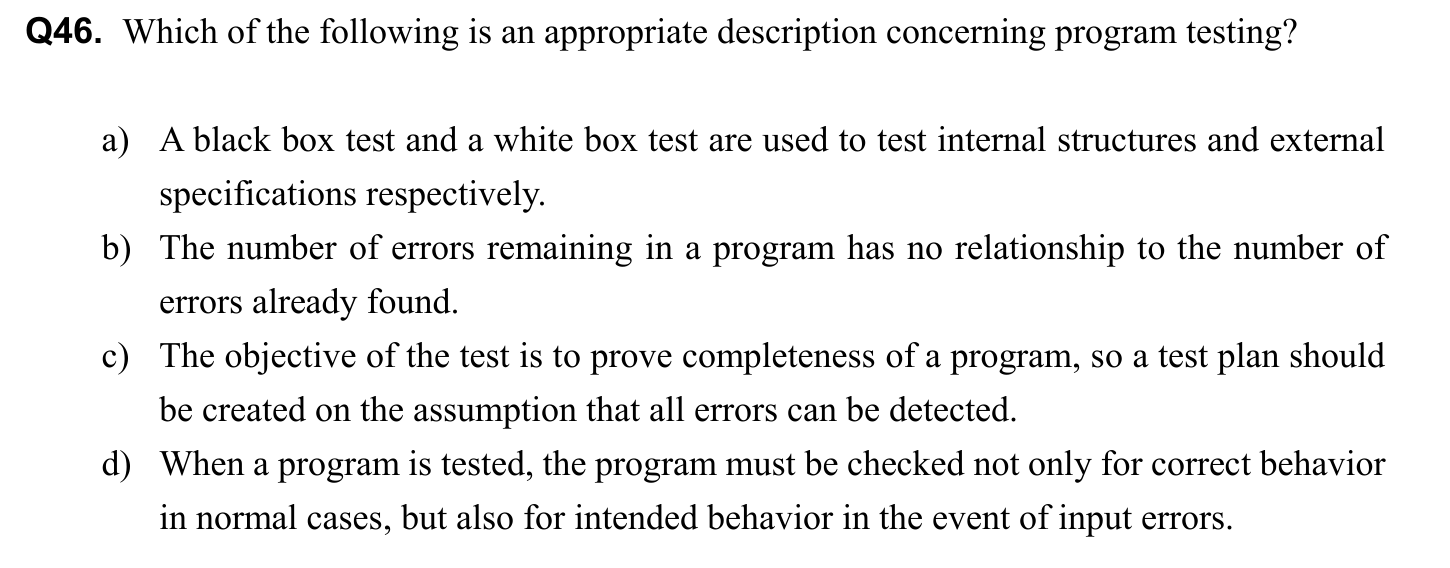 Q46. Which of the following is an appropriate description concerning program testing?
a) A black box test and a white box test are used to test internal structures and external
specifications respectively.
b) The number of errors remaining in a program has no relationship to the number of
errors already found.
c) The objective of the test is to prove completeness of a program, so a test plan should
be created on the assumption that all errors can be detected.
d) When a program is tested, the program must be checked not only for correct behavior
in normal cases, but also for intended behavior in the event of input errors.